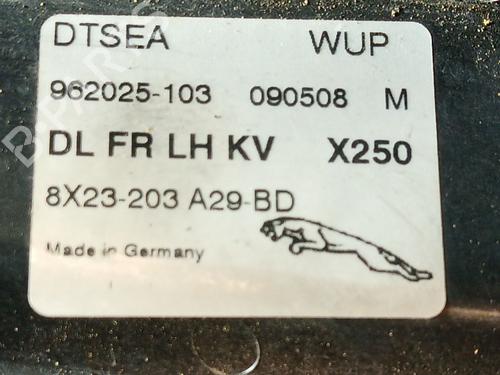 DTSEA WUP
962025-103 090508 M
DL FR LH KV X250
8X23-203 A29-BD
Made in Germany